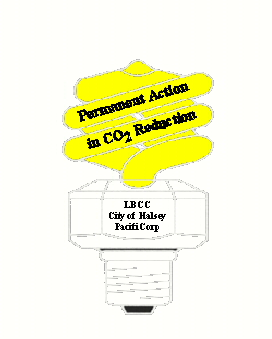 Permanent Action
in CO2 Reduction
LBCC
City of Halsey
PacifiCorp